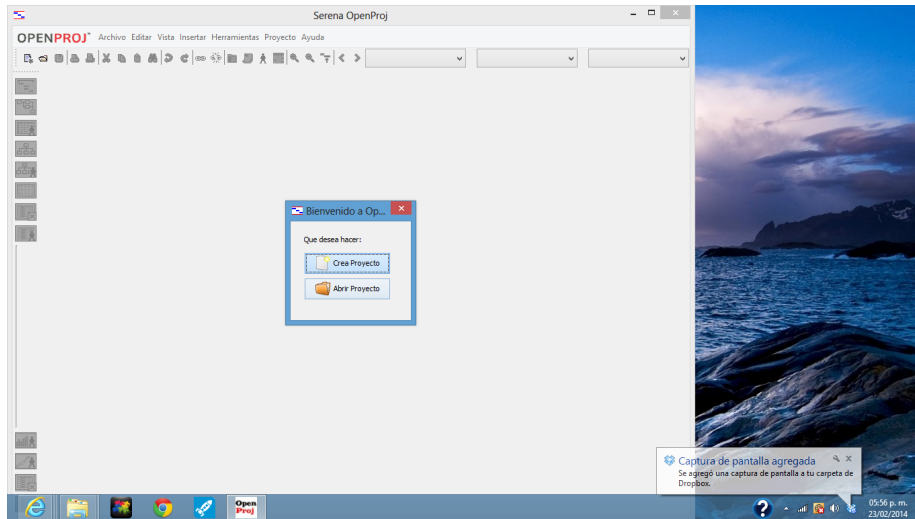 Serena OpenProj
OPENPROJ Archivo Editar Vista Insertar Herramientas Proyecto Ayuda
Bienvenido a Op...
Que desea hacer:
Crea Proyecto
Abrir Proyecto
Captura de pantalla agregada
Se agregó una captura de pantalla a tu carpeta de
Dropbox.
Open
Proj
05:56 p. m.
23/02/2014